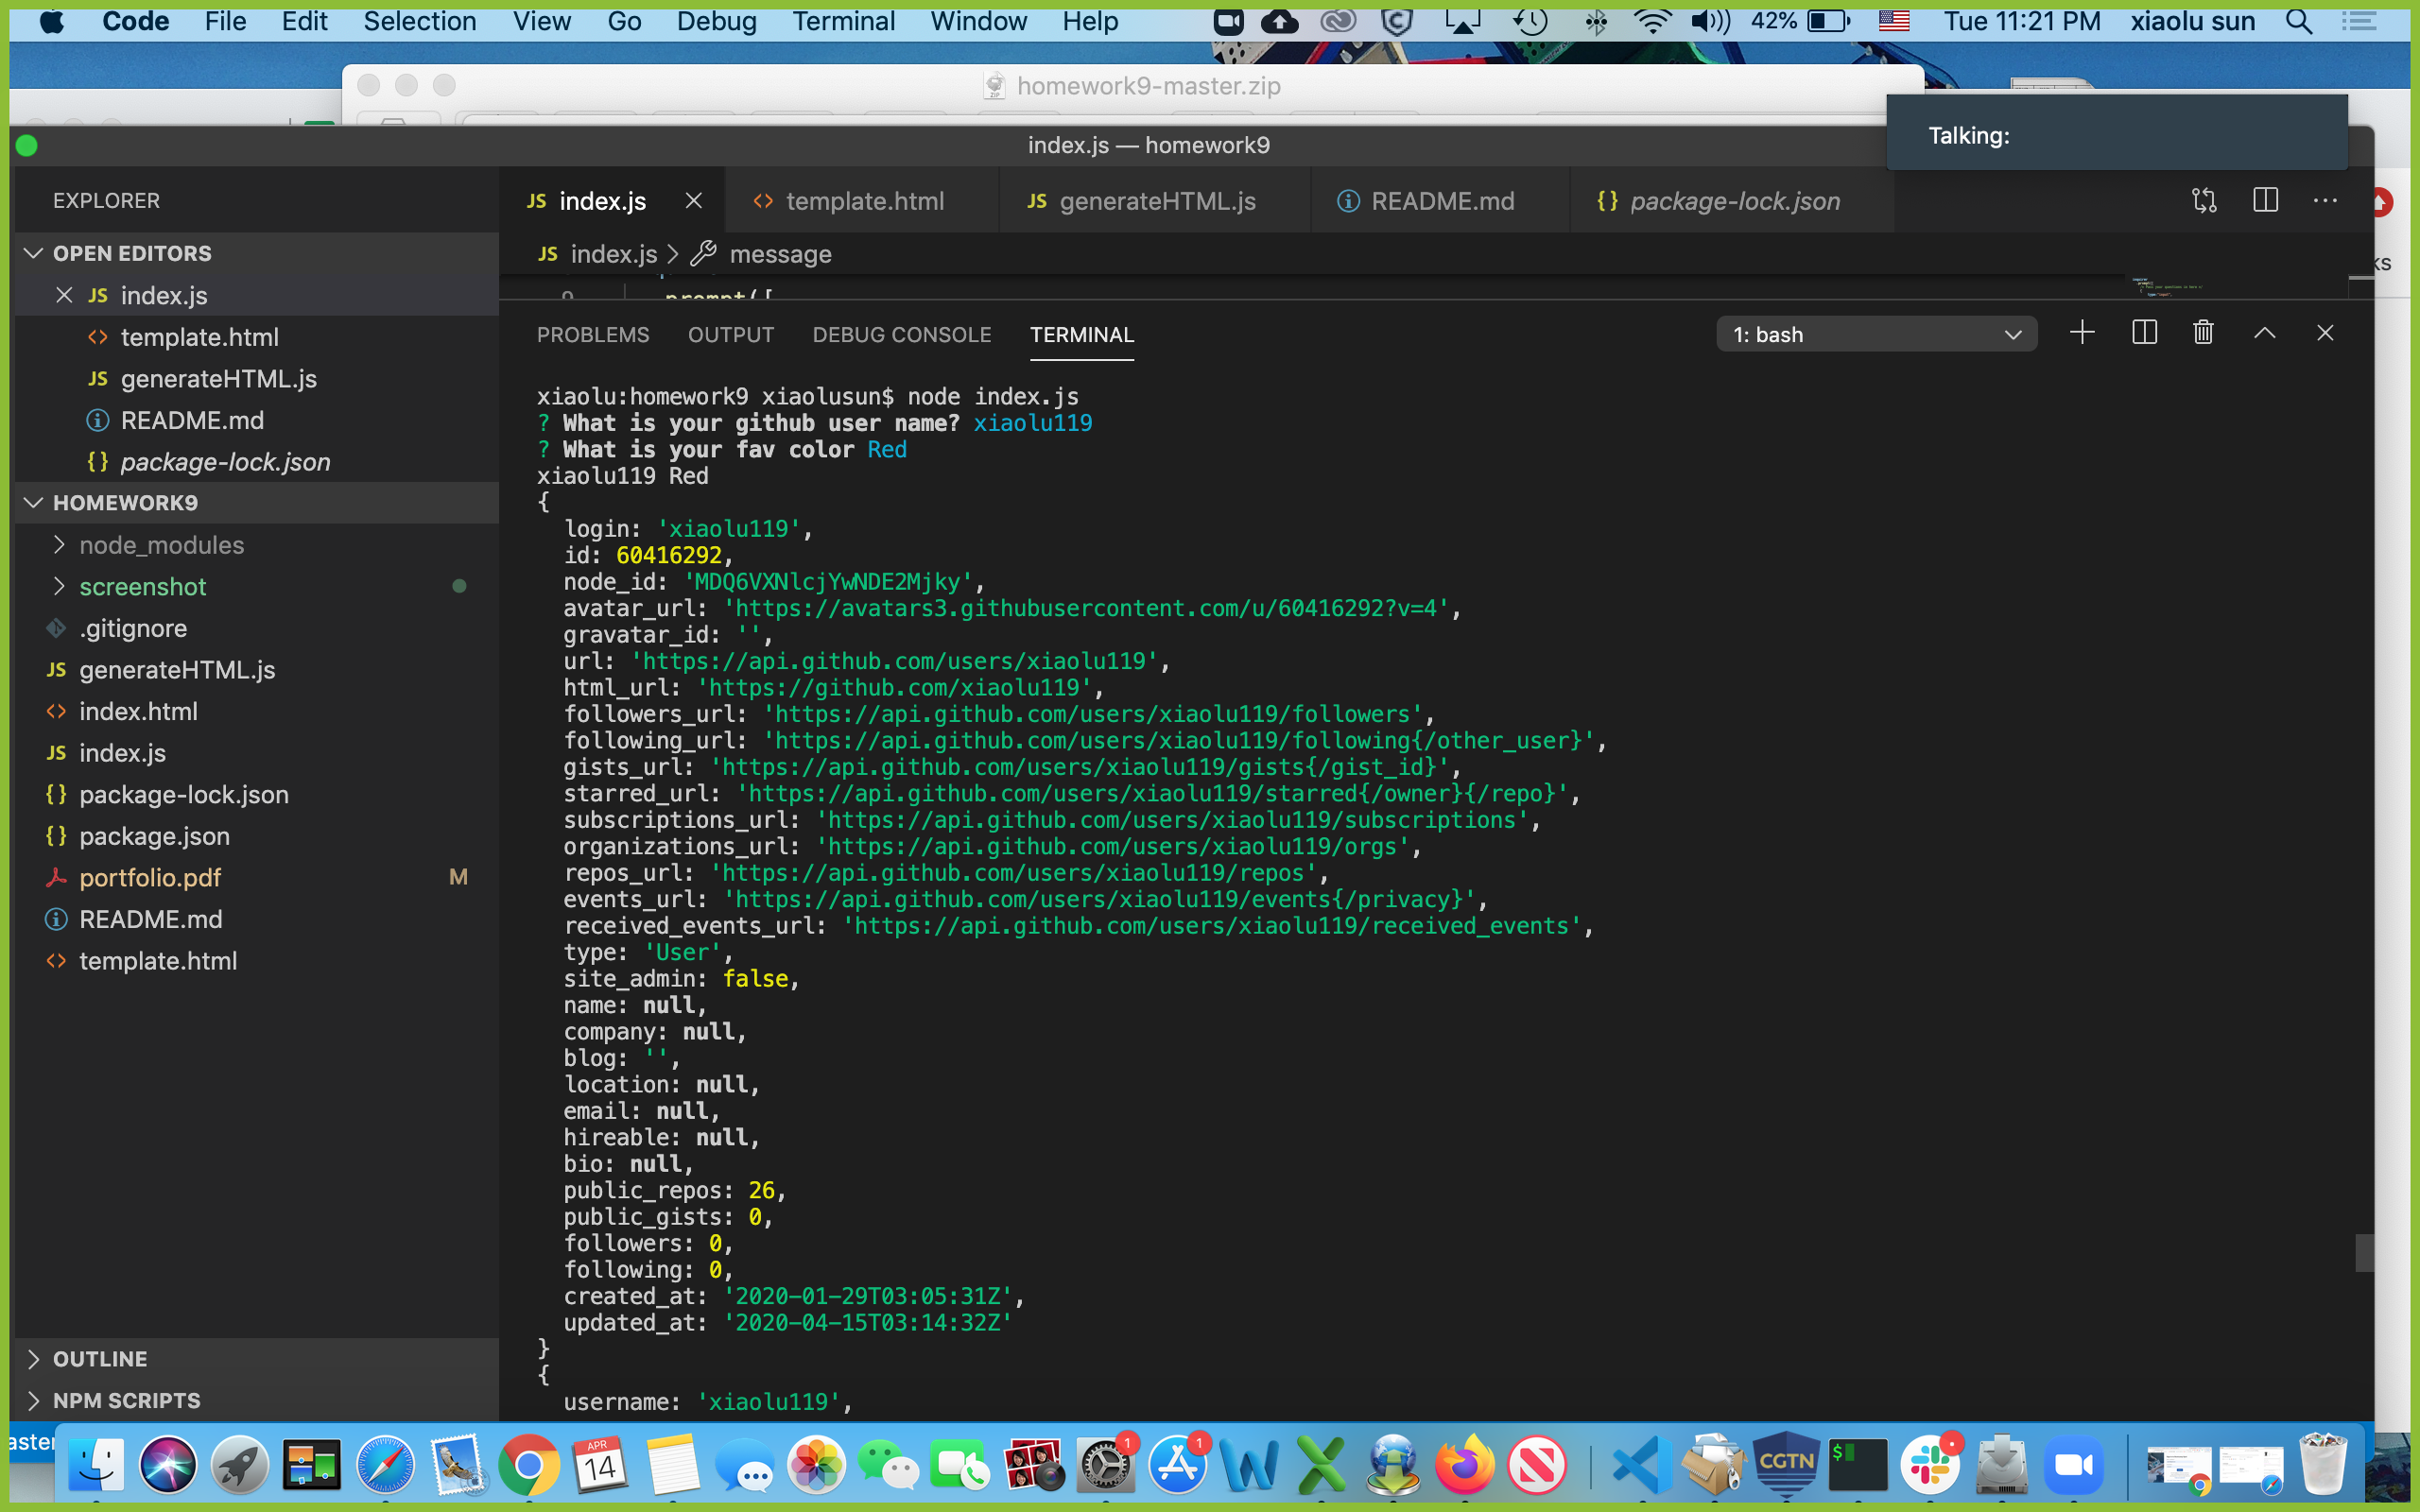 Code File Edit Selection View Go Debug Terminal Window Help 42% Tue 11:21 PM xiaolu sun
homework9-master.zip
Talking:
index.js — homework9
EXPLORER
JS index.js template.html JS generateHTML.js README.md {} package-lock.json
JS index.js > message
OPEN EDITORS
JS index.js
template.html
JS generateHTML.js
README.md
{} package-lock.json
HOMEWORK9
node_modules
screenshot
.gitignore
JS generateHTML.js
index.html
JS index.js
{} package-lock.json
{} package.json
portfolio.pdf M
README.md
template.html
OUTLINE
NPM SCRIPTS
9 prompt([
PROBLEMS OUTPUT DEBUG CONSOLE TERMINAL 1: bash
xiaolu:homework9 xiaolusun$ node index.js
? What is your github user name? xiaolu119
? What is your fav color Red
xiaolu119 Red
{
login: 'xiaolu119',
id: 60416292,
node_id: 'MDQ6VXNlcjYwNDE2Mjky',
avatar_url: 'https://avatars3.githubusercontent.com/u/60416292?v=4',
gravatar_id: '',
url: 'https://api.github.com/users/xiaolu119',
html_url: 'https://github.com/xiaolu119',
followers_url: 'https://api.github.com/users/xiaolu119/followers',
following_url: 'https://api.github.com/users/xiaolu119/following{/other_user}',
gists_url: 'https://api.github.com/users/xiaolu119/gists{/gist_id}',
starred_url: 'https://api.github.com/users/xiaolu119/starred{/owner}{/repo}',
subscriptions_url: 'https://api.github.com/users/xiaolu119/subscriptions',
organizations_url: 'https://api.github.com/users/xiaolu119/orgs',
repos_url: 'https://api.github.com/users/xiaolu119/repos',
events_url: 'https://api.github.com/users/xiaolu119/events{/privacy}',
received_events_url: 'https://api.github.com/users/xiaolu119/received_events',
type: 'User',
site_admin: false,
name: null,
company: null,
blog: '',
location: null,
email: null,
hireable: null,
bio: null,
public_repos: 26,
public_gists: 0,
followers: 0,
following: 0,
created_at: '2020-01-29T03:05:31Z',
updated_at: '2020-04-15T03:14:32Z'
}
{
username: 'xiaolu119',
APR
14
1
1
CGTN